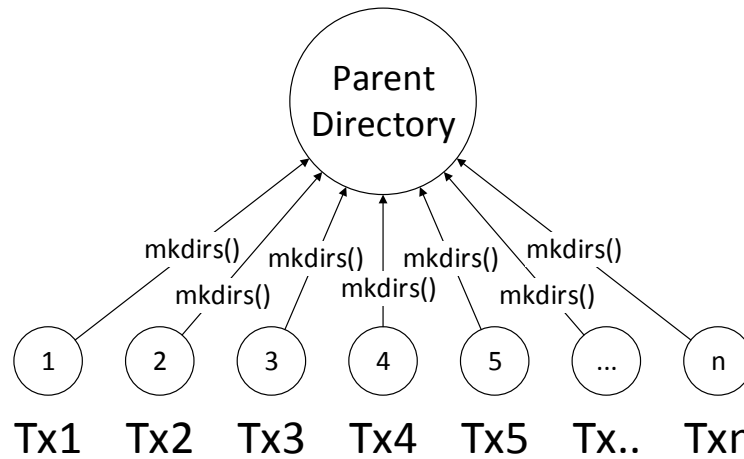 Parent
Directory
mkdirs()
mkdirs()
mkdirs()
mkdirs()
mkdirs()
mkdirs()
mkdirs()
1 2 3 4 5 ... n
Tx1 Tx2 Tx3 Tx4 Tx5 Tx.. Txn